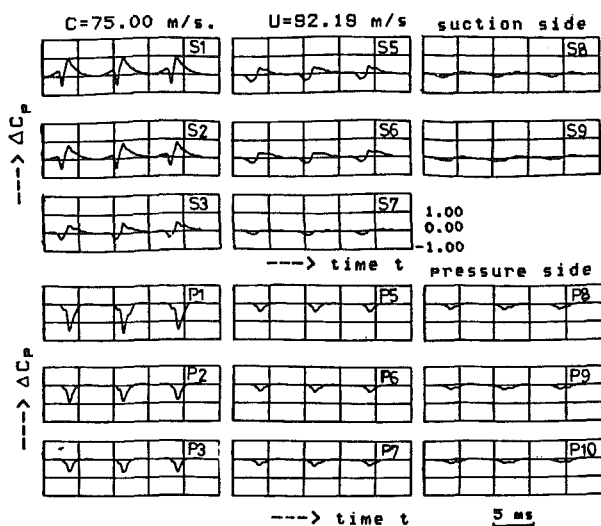 C=75.00 m/s. U=92.19 m/s suction side
S1 S5 S8
S2 S6 S9
---> ΔCp
S3 S7
1.00
0.00
-1.00
---> time t
pressure side
P1 P5 P8
P2 P6 P9
---> ΔCp
P3 P7 P10
---> time t
5 ms